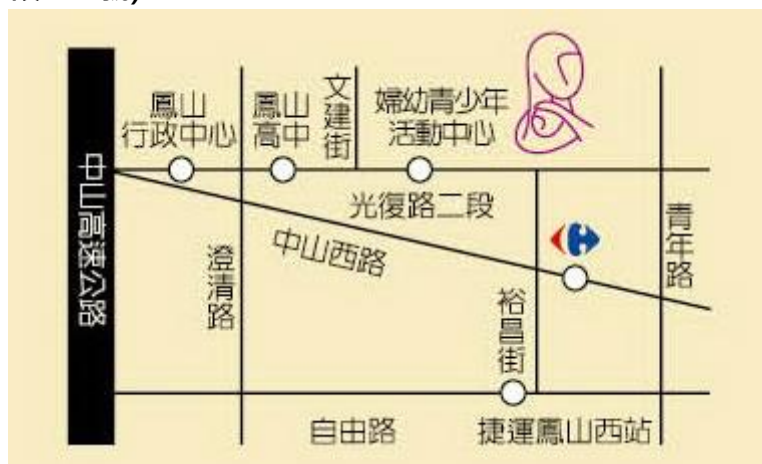 鳳山
行政中心
鳳山
高中
文建街
婦幼青少年
活動中心
中山高速公路
光復路二段
中山西路
澄清路
青年路
裕昌街
自由路
捷運鳳山西站